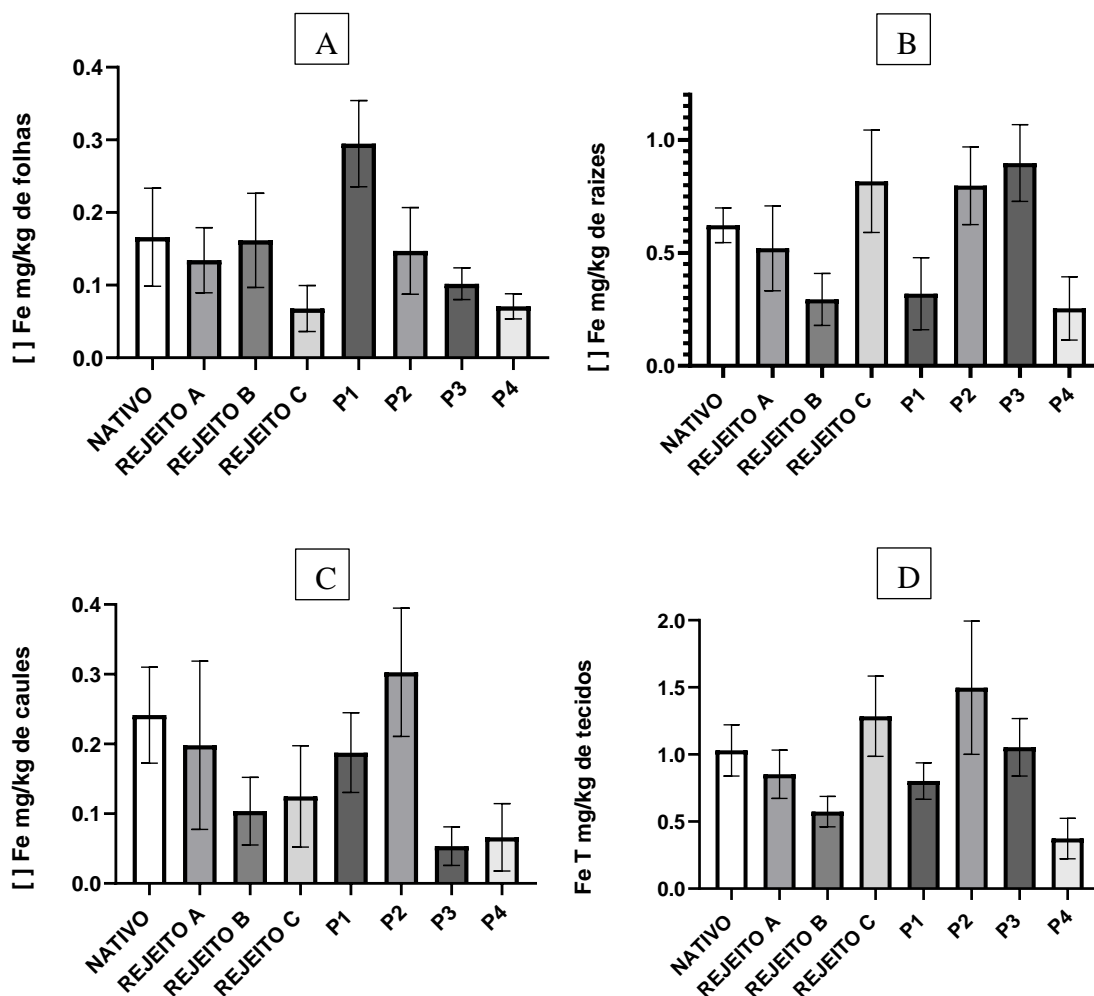 A
[ ] Fe mg/kg de folhas
0.4
0.3
0.2
0.1
0.0
NATIVO
REJEITO A
REJEITO B
REJEITO C
P1
P2
P3
P4
B
[ ] Fe mg/kg de raizes
1.0
0.5
0.0
NATIVO
REJEITO A
REJEITO B
REJEITO C
P1
P2
P3
P4
C
[ ] Fe mg/kg de caules
0.4
0.3
0.2
0.1
0.0
NATIVO
REJEITO A
REJEITO B
REJEITO C
P1
P2
P3
P4
D
Fe T mg/kg de tecidos
2.0
1.5
1.0
0.5
0.0
NATIVO
REJEITO A
REJEITO B
REJEITO C
P1
P2
P3
P4